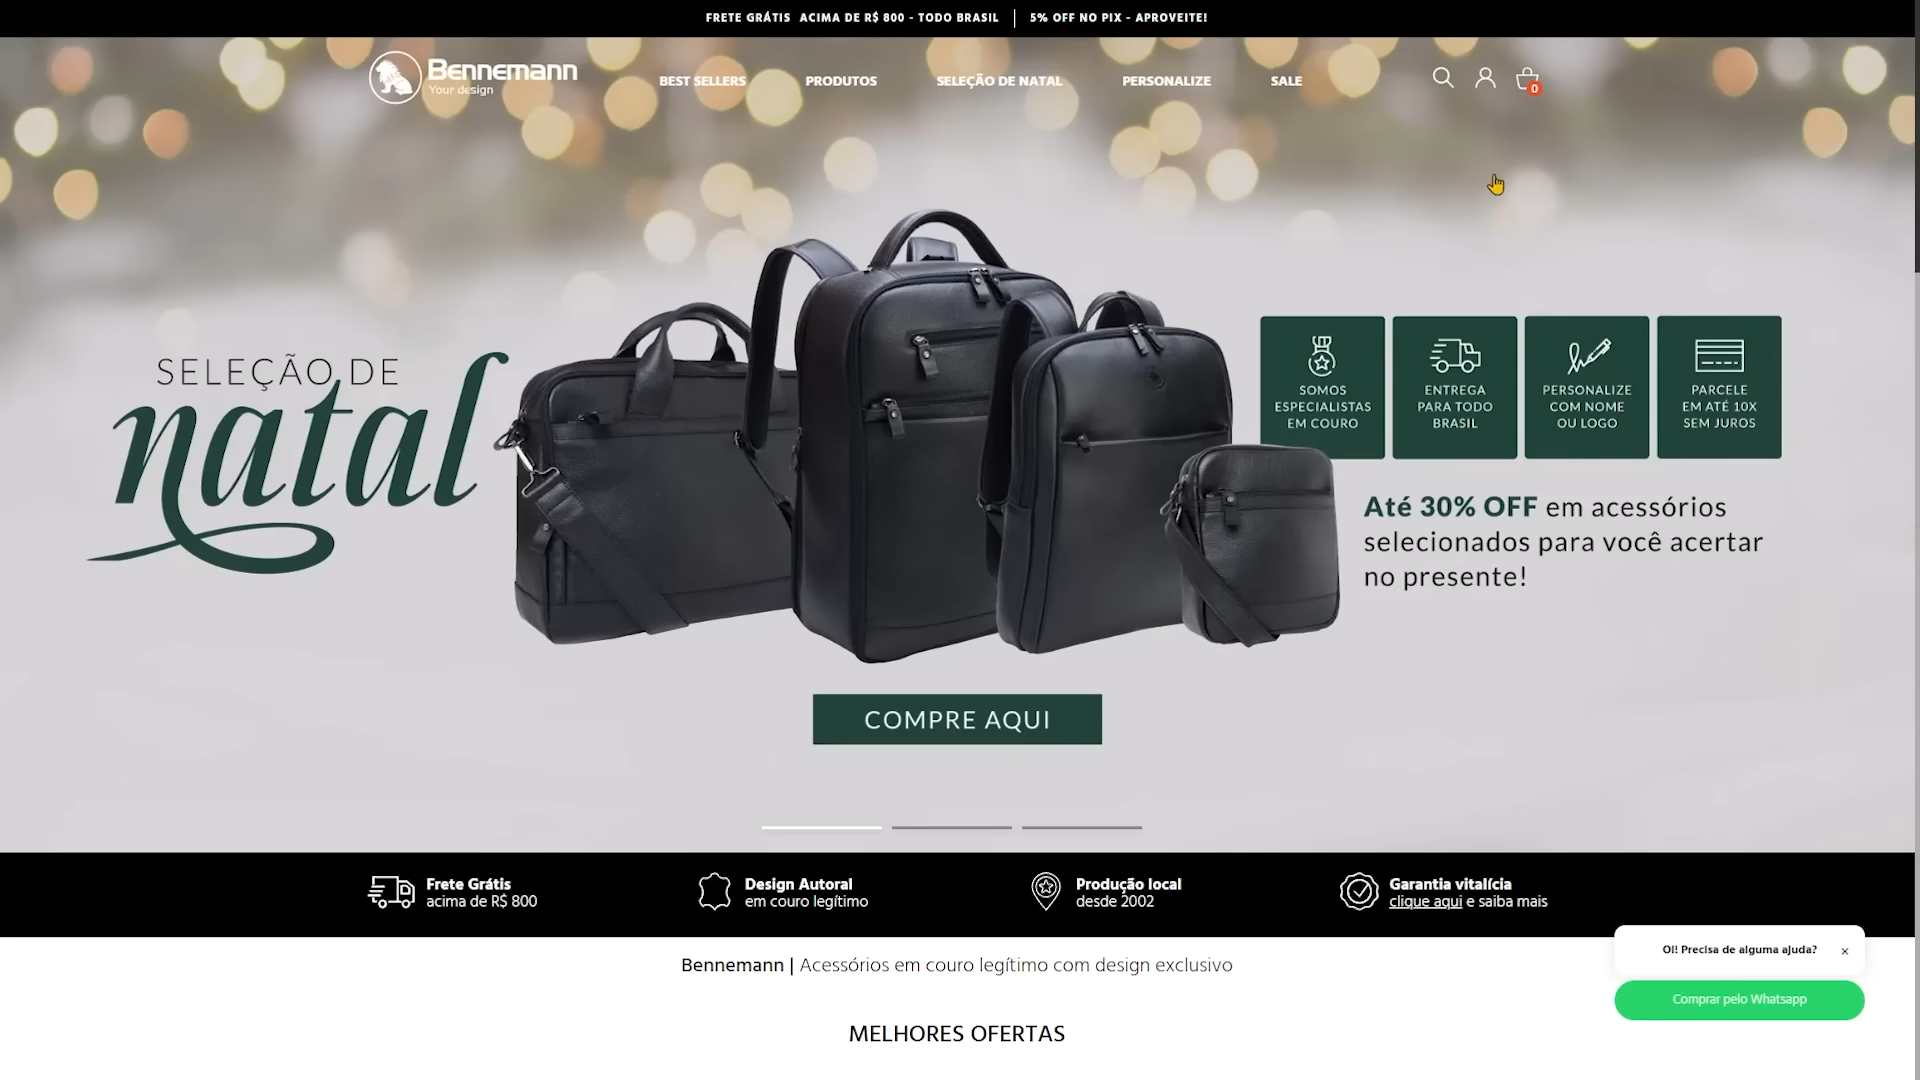 FRETE GRÁTIS ACIMA DE R$ 800 - TODO BRASIL
5% OFF NO PIX - APROVEITE!
Bennemann
Your design
BEST SELLERS
PRODUTOS
SELEÇÃO DE NATAL
PERSONALIZE
SALE
0
SELEÇÃO DE
natal
SOMOS
ESPECIALISTAS
EM COURO
ENTREGA
PARA TODO
BRASIL
PERSONALIZE
COM NOME
OU LOGO
PARCELE
EM ATÉ 10X
SEM JUROS
Até 30% OFF em acessórios
selecionados para você acertar
no presente!
COMPRE AQUI
Frete Grátis
acima de R$ 800
Design Autoral
em couro legítimo
Produção local
desde 2002
Garantia vitalícia
clique aqui e saiba mais
Bennemann | Acessórios em couro legítimo com design exclusivo
Oi! Precisa de alguma ajuda?
Comprar pelo Whatsapp
MELHORES OFERTAS